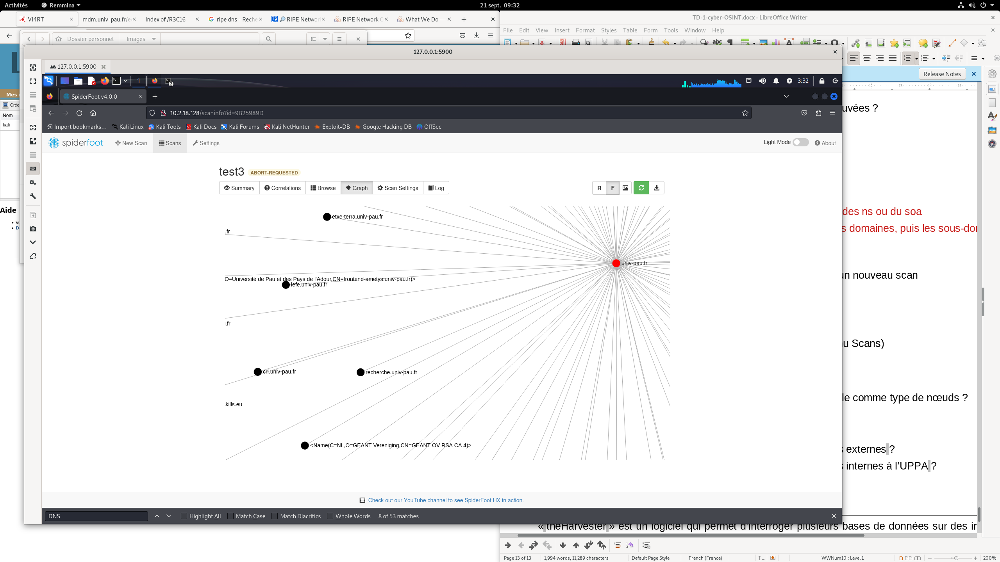 Activités
Remmina
21 sept. 09:32
VI4RT
mdm.univ-pau.fr/e
Index of /R3C16
ripe dns - Reche
RIPE Networ
RIPE Network C
What We Do —
TD-1-cyber-OSINT.docx - LibreOffice Writer
File Edit View Insert Format Styles Table Form Tools Window Help
Dossier personnel
Images
Release Notes
127.0.0.1:5900
127.0.0.1:5900
1
2
3:32
SpiderFoot v4.0.0
10.2.18.128/scaninfo?id=9B25989D
Import bookmarks...
Kali Linux
Kali Tools
Kali Docs
Kali Forums
Kali NetHunter
Exploit-DB
Google Hacking DB
OffSec
spiderfoot
New Scan
Scans
Settings
Light Mode
About
test3
ABORT-REQUESTED
Summary
Correlations
Browse
Graph
Scan Settings
Log
R
F
etxe-terra.univ-pau.fr
.fr
univ-pau.fr
O=Université de Pau et des Pays de l'Adour,CN=frontend-ametys.univ-pau.fr)>
iefe.univ-pau.fr
.fr
crl.univ-pau.fr
recherche.univ-pau.fr
kills.eu
<Name(C=NL,O=GEANT Vereniging,CN=GEANT OV RSA CA 4)>
Check out our YouTube channel to see SpiderFoot HX in action.
DNS
Highlight All
Match Case
Match Diacritics
Whole Words
8 of 53 matches
Mes
Crée
Nom
kali
Aide
Vo
D
12 13 14 15
uvées ?
des ns ou du soa
s domaines, puis les sous-dor
un nouveau scan
u Scans)
le comme type de nœuds ?
s externes ?
s internes à l'UPPA ?
« theHarvester » est un logiciel qui permet d'interroger plusieurs bases de données sur des in
Page 13 of 13
1,994 words, 11,289 characters
Default Page Style
French (France)
WWNum10 : Level 1
200%